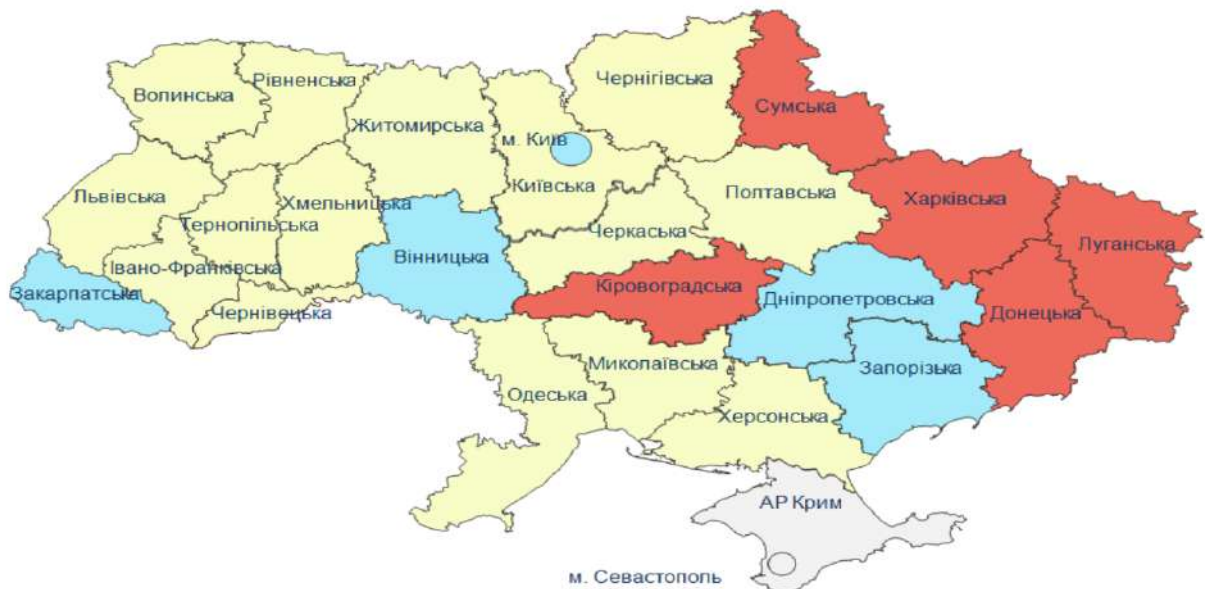 Чернігівська
Рівненська
Волинська
Сумська
Житомирська
м. Київ
Київська
Полтавська
Львівська
Хмельницька
Харківська
Тернопільська
Черкаська
Луганська
Вінницька
Івано-Франківська
Кіровоградська
Закарпатська
Дніпропетровська
Чернівецька
Донецька
Миколаївська
Запорізька
Одеська
Херсонська
АР Крим
м. Севастополь